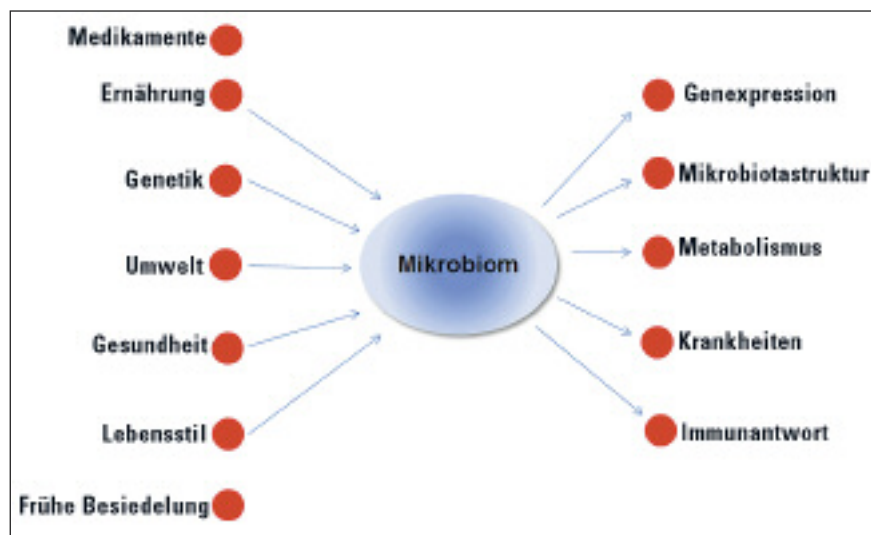 Medikamente
Ernährung
Genetik
Umwelt
Gesundheit
Lebensstil
Frühe Besiedelung
Mikrobiom
Genexpression
Mikrobiotastruktur
Metabolismus
Krankheiten
Immunantwort